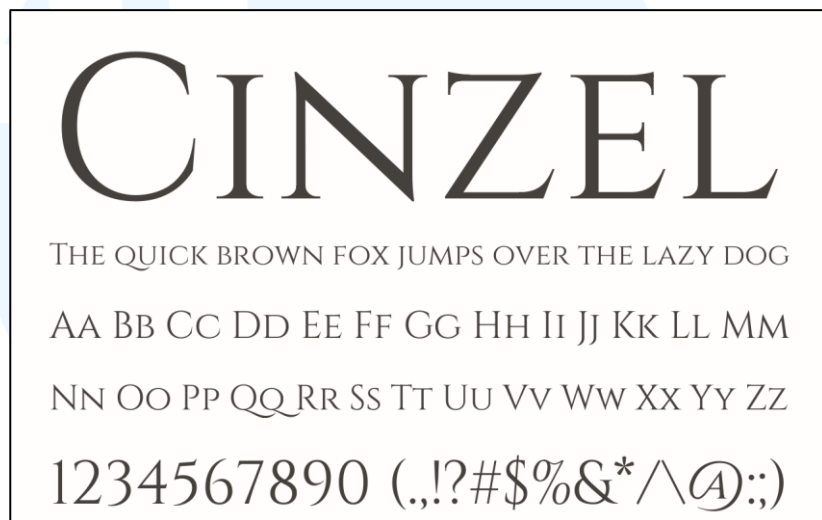 Cinzel
The quick brown fox jumps over the lazy dog
Aa Bb Cc Dd Ee Ff Gg Hh Ii Jj Kk Ll Mm
Nn Oo Pp Qq Rr Ss Tt Uu Vv Ww Xx Yy Zz
1234567890 (.,!?#$%&*/\@:;)